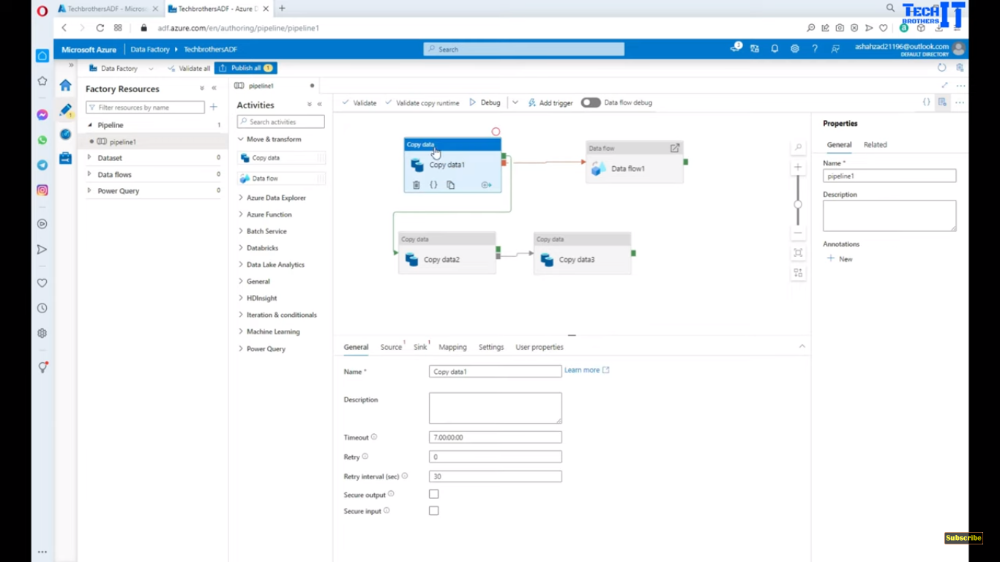 TechbrothersADF - Microso
TechbrothersADF - Azure D
TECH IT
BROTHERS
adf.azure.com/en/authoring/pipeline/pipeline1
Microsoft Azure
Data Factory
TechbrothersADF
Search
ashahzad21196@outlook.com
DEFAULT DIRECTORY
Data Factory
Validate all
Publish all
1
Factory Resources
Filter resources by name
Pipeline
1
pipeline1
Dataset
0
Data flows
0
Power Query
0
pipeline1
Activities
Search activities
Move & transform
Copy data
Data flow
Azure Data Explorer
Azure Function
Batch Service
Databricks
Data Lake Analytics
General
HDInsight
Iteration & conditionals
Machine Learning
Power Query
Validate
Validate copy runtime
Debug
Add trigger
Data flow debug
Copy data
Copy data1
Data flow
Data flow1
Copy data
Copy data2
Copy data
Copy data3
General
Source
1
Sink
1
Mapping
Settings
User properties
Name *
Copy data1
Learn more
Description
Timeout
7.00:00:00
Retry
0
Retry interval (sec)
30
Secure output
Secure input
Properties
General
Related
Name *
pipeline1
Description
Annotations
New
Subscribe